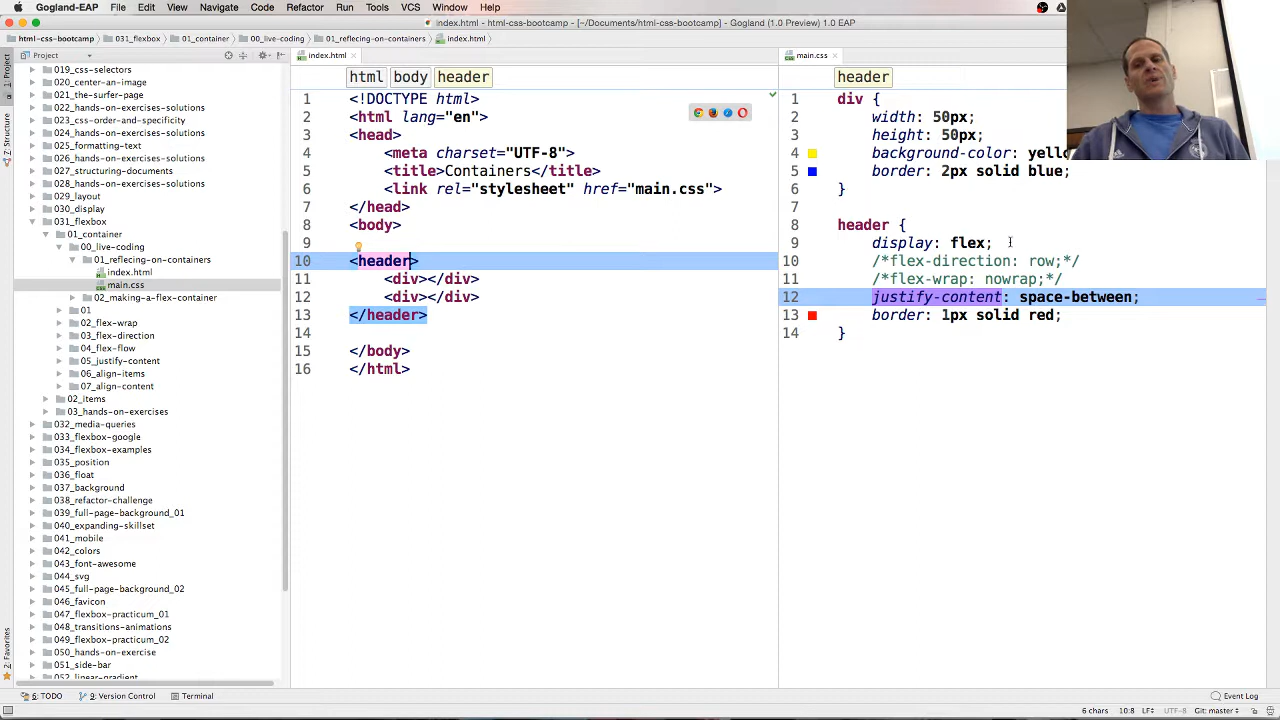 Gogland-EAP File Edit View Navigate Code Refactor Run Tools VCS Window Help
index.html - html-css-bootcamp - [~/Documents/html-css-bootcamp] - Gogland (1.0 Preview) 1.0 EAP
html-css-bootcamp 031_flexbox 01_container 00_live-coding 01_reflecing-on-containers index.html
Project
index.html
main.css
1: Project
Z: Structure
2: Favorites
019_css-selectors
020_center-an-image
021_the-surfer-page
022_hands-on-exercises-solutions
023_css-order-and-specificity
024_hands-on-exercises-solutions
025_formatting-text
026_hands-on-exercises-solutions
027_structuring-documents
028_hands-on-exercises-solutions
029_layout
030_display
031_flexbox
01_container
00_live-coding
01_reflecing-on-containers
index.html
main.css
02_making-a-flex-container
01
02_flex-wrap
03_flex-direction
04_flex-flow
05_justify-content
06_align-items
07_align-content
02_items
03_hands-on-exercises
032_media-queries
033_flexbox-google
034_flexbox-examples
035_position
036_float
037_background
038_refactor-challenge
039_full-page-background_01
040_expanding-skillset
041_mobile
042_colors
043_font-awesome
044_svg
045_full-page-background_02
046_favicon
047_flexbox-practicum_01
048_transitions-animations
049_flexbox-practicum_02
050_hands-on-exercise
051_side-bar
052_linear-gradient
html body header
1 <!DOCTYPE html>
2 <html lang="en">
3 <head>
4 <meta charset="UTF-8">
5 <title>Containers</title>
6 <link rel="stylesheet" href="main.css">
7 </head>
8 <body>
9
10 <header>
11 <div></div>
12 <div></div>
13 </header>
14
15 </body>
16 </html>
header
1 div {
2 width: 50px;
3 height: 50px;
4 background-color: yello
5 border: 2px solid blue;
6 }
7
8 header {
9 display: flex;
10 /*flex-direction: row;*/
11 /*flex-wrap: nowrap;*/
12 justify-content: space-between;
13 border: 1px solid red;
14 }
6: TODO 9: Version Control Terminal Event Log
6 chars 10:8 LF÷ UTF-8÷ Git: master÷